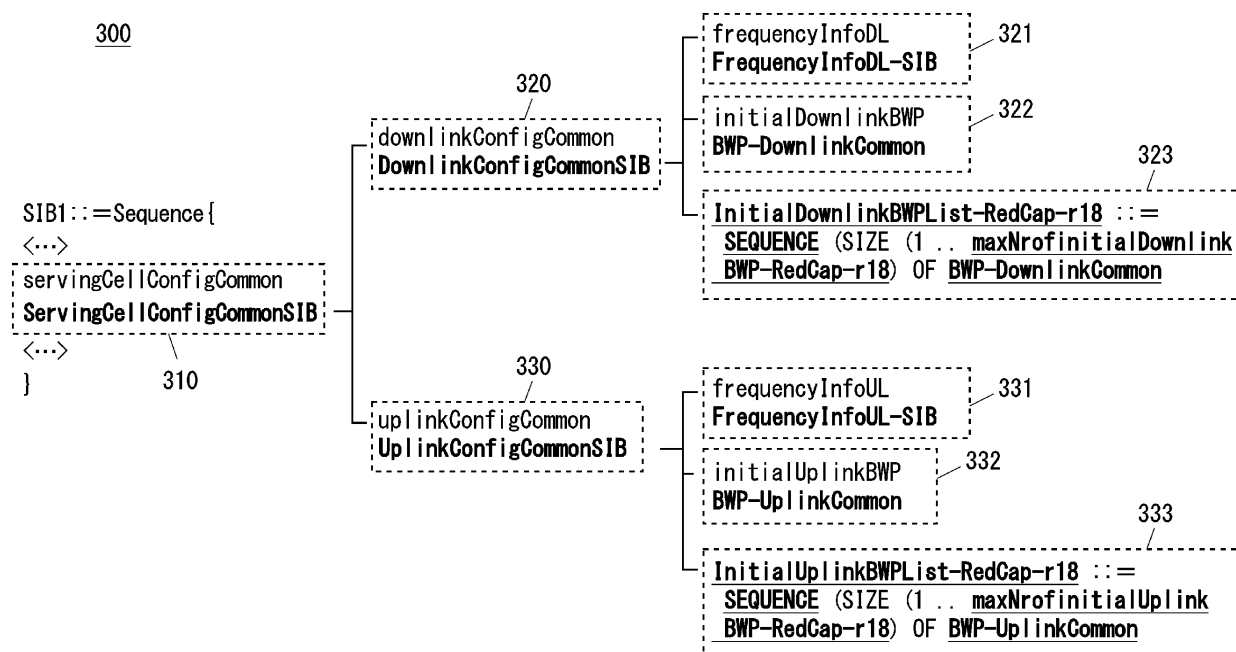 300
SIB1::=Sequence{
<…>
servingCellConfigCommon
ServingCellConfigCommonSIB
<…>
}
310
320
downlinkConfigCommon
DownlinkConfigCommonSIB
frequencyInfoDL
FrequencyInfoDL-SIB
321
initialDownlinkBWP
BWP-DownlinkCommon
322
323
InitialDownlinkBWPList-RedCap-r18 ::=
SEQUENCE (SIZE (1 .. maxNrofinitialDownlink
BWP-RedCap-r18) OF BWP-DownlinkCommon
330
uplinkConfigCommon
UplinkConfigCommonSIB
frequencyInfoUL
FrequencyInfoUL-SIB
331
initialUplinkBWP
BWP-UplinkCommon
332
333
InitialUplinkBWPList-RedCap-r18 ::=
SEQUENCE (SIZE (1 .. maxNrofinitialUplink
BWP-RedCap-r18) OF BWP-UplinkCommon